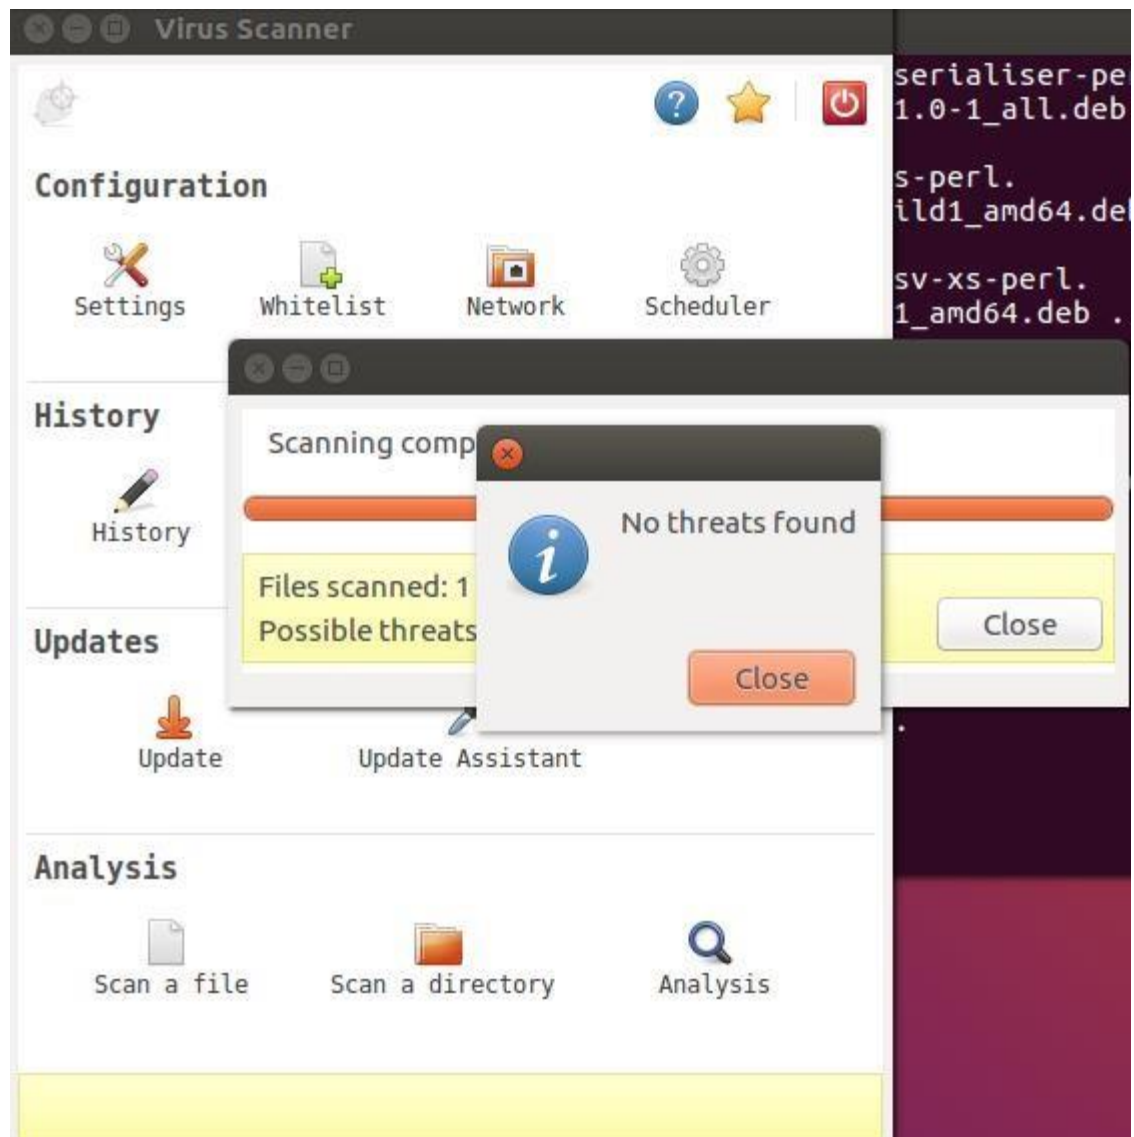 Virus Scanner
serialiser-per
1.0-1_all.deb
Configuration
s-perl.
ild1_amd64.deb
Settings Whitelist Network Scheduler
sv-xs-perl.
1_amd64.deb .
History
Scanning comp
No threats found
History
Files scanned: 1
Possible threats
Close
Close
Updates
Update Update Assistant
.
Analysis
Scan a file Scan a directory Analysis